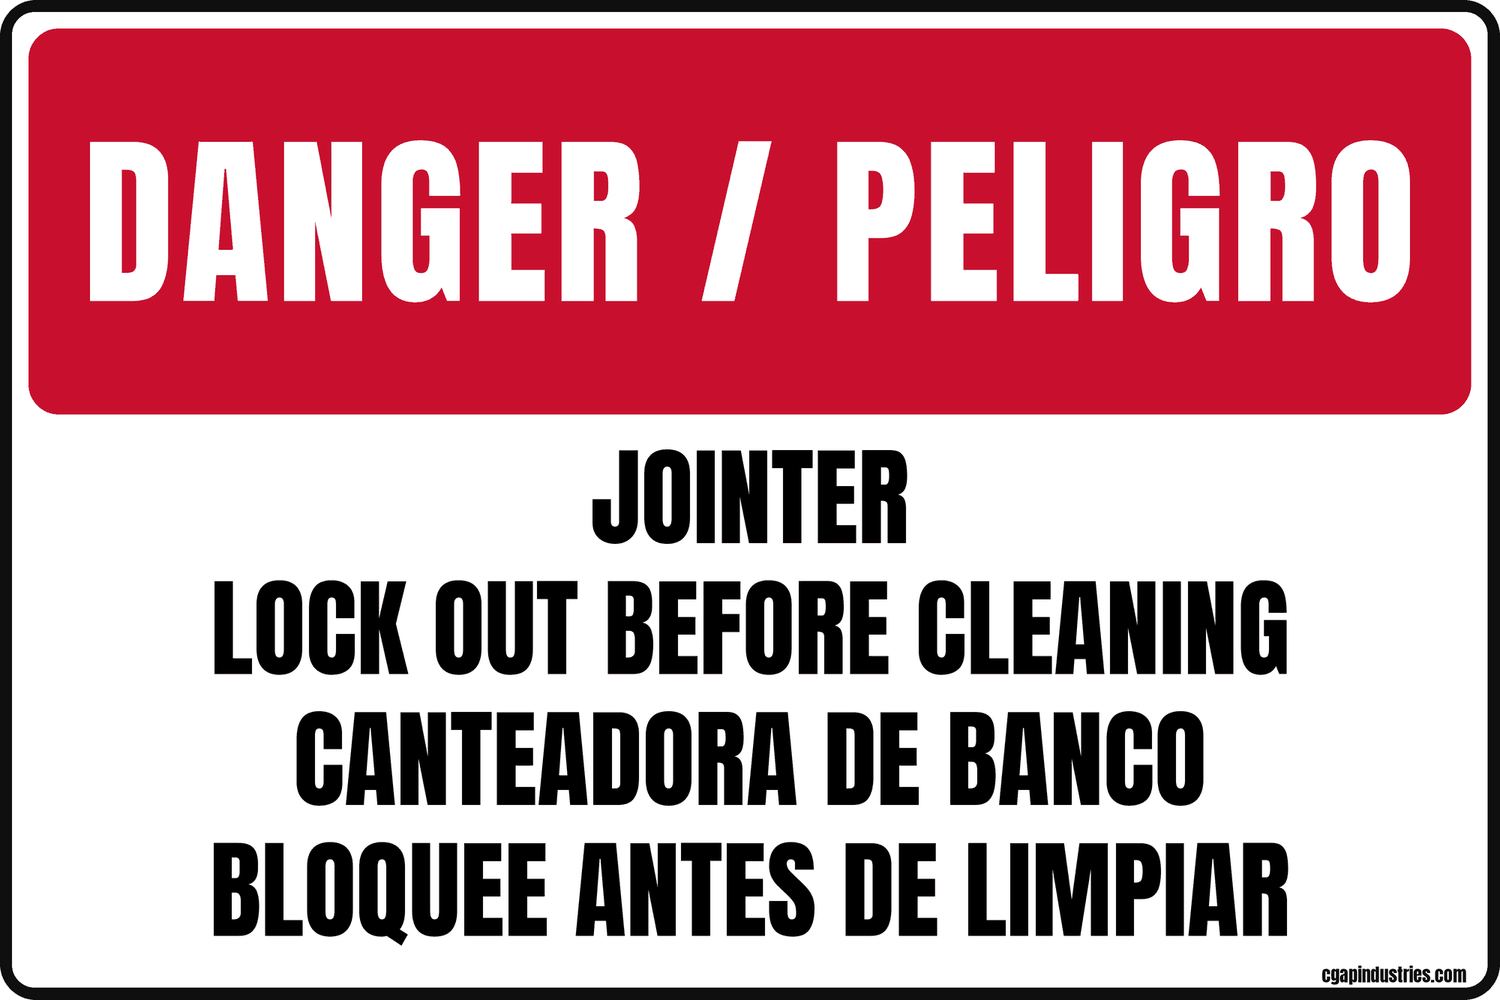 DANGER / PELIGRO
JOINTER
LOCK OUT BEFORE CLEANING
CANTEADORA DE BANCO
BLOQUEE ANTES DE LIMPIAR
cgapindustries.com